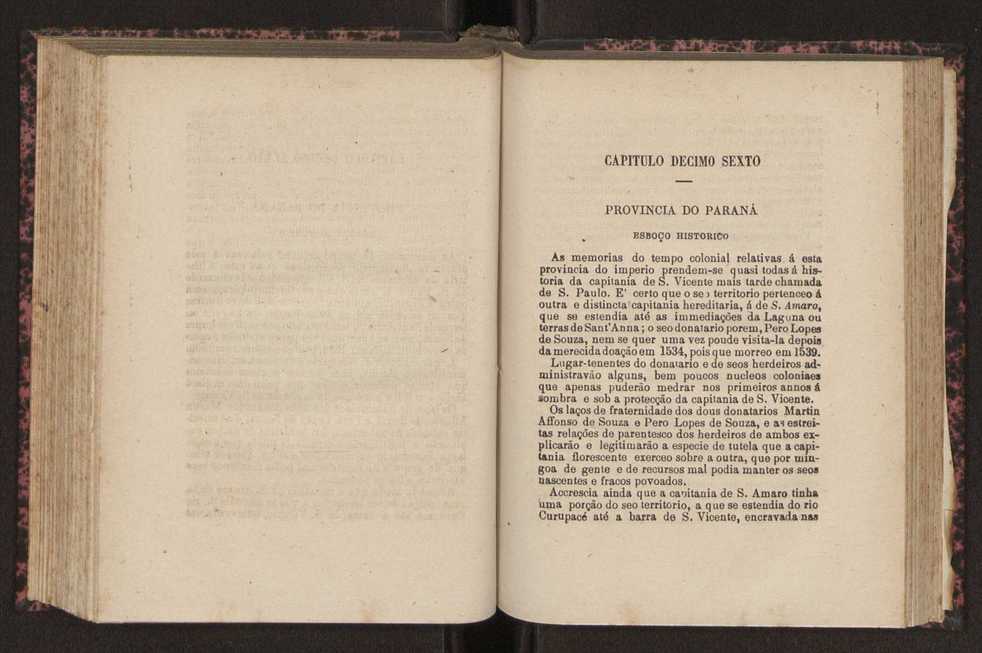 CAPITULO DECIMO SEXTO
PROVINCIA DO PARANÁ
ESBOÇO HISTORICO
As memorias do tempo colonial relativas á esta
provincia do imperio prendem-se quasi todas á his-
toria da capitania de S. Vicente mais tarde chamada
de S. Paulo. E' certo que o seo territorio pertenceo á
outra e distincta capitania hereditaria, á de S. Amaro,
que se estendia até as immediações da Laguna ou
terras de Sant'Anna; o seo donatario porem, Pero Lopes
de Souza, nem se quer uma vez poude visita-la depois
da merecida doação em 1534, pois que morreo em 1539.
Lugar-tenentes do donatario e de seos herdeiros ad-
ministravão alguns, bem poucos nucleos coloniaes
que apenas puderão medrar nos primeiros annos á
sombra e sob a protecção da capitania de S. Vicente.
Os laços de fraternidade dos dous donatarios Martin
Affonso de Souza e Pero Lopes de Souza, e as estrei-
tas relações de parentesco dos herdeiros de ambos ex-
plicarão e legitimarão a especie de tutela que a capi-
tania florescente exerceo sobre a outra, que por min-
goa de gente e de recursos mal podia manter os seos
nascentes e fracos povoados.
Accrescia ainda que a capitania de S. Amaro tinha
uma porção do seo territorio, a que se estendia do rio
Curupacé até a barra de S. Vicente, encravada nas